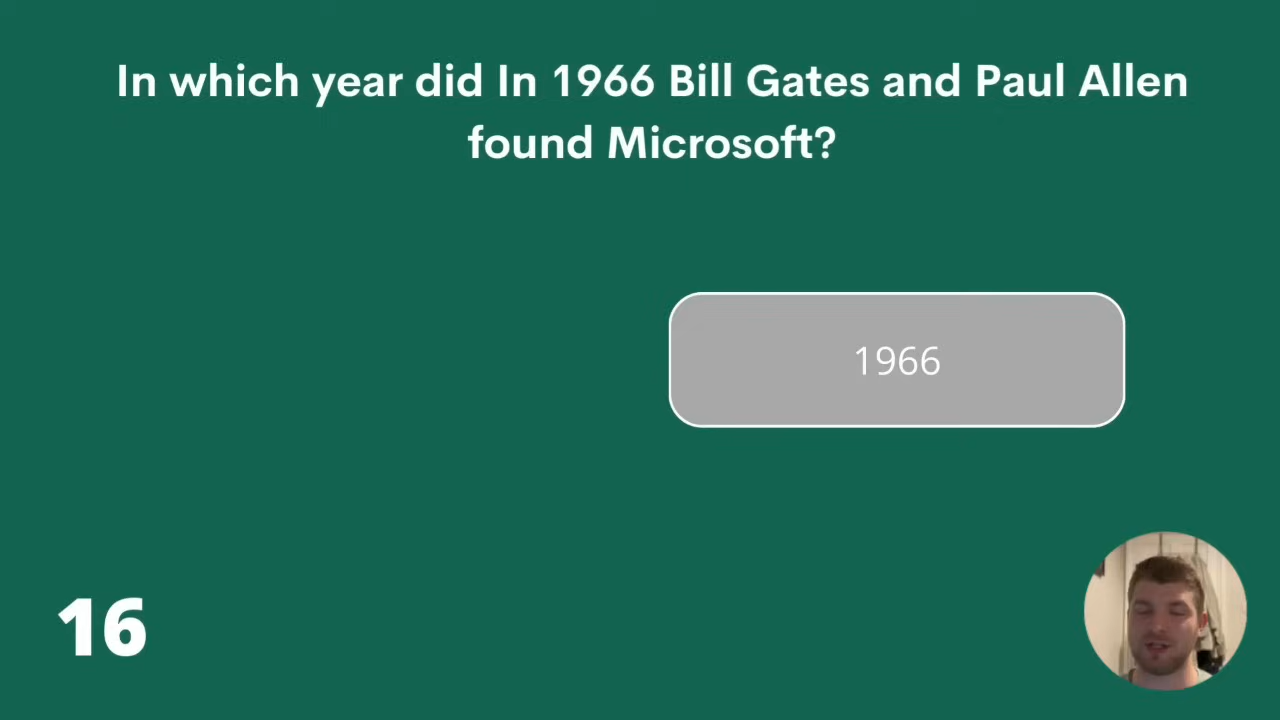 In which year did In 1966 Bill Gates and Paul Allen
found Microsoft?
1966
16